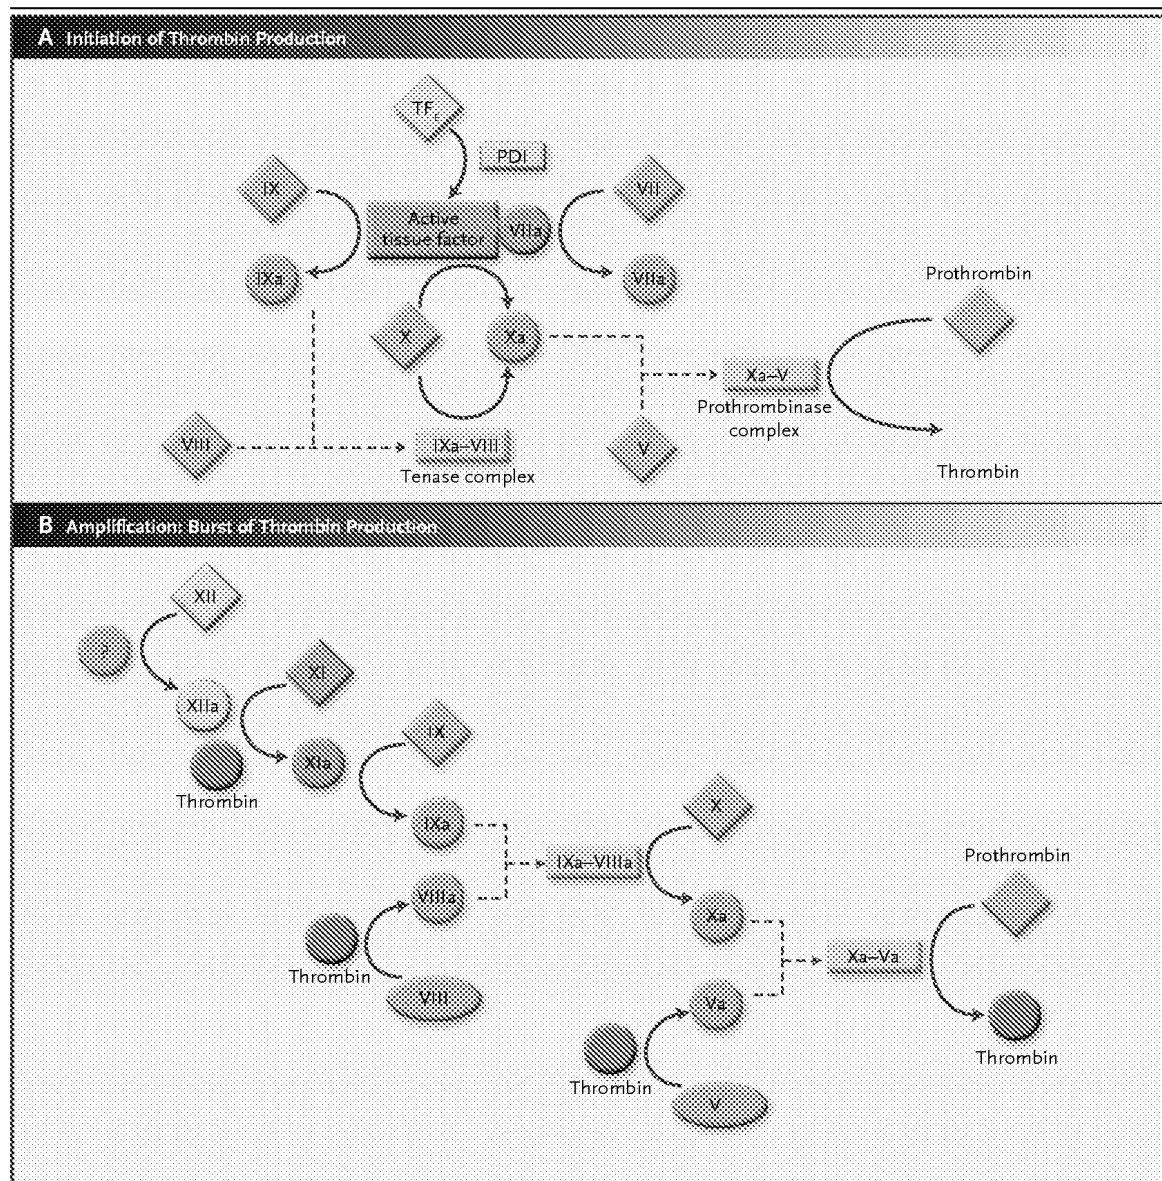 A Initiation of Thrombin Production
TFE
PDI
IX
VII
Active
tissue factor
VIIa
IXa
VIIa
Prothrombin
X
Xa
Xa–V
Prothrombinase
complex
VIII
IXa–VIII
V
Tenase complex
Thrombin
B Amplification: Burst of Thrombin Production
XII
?
XI
XIIa
IX
XIa
Thrombin
X
IXa
Prothrombin
IXa–VIIIa
VIIIa
Xa
Xa–Va
Thrombin
VIII
Va
Thrombin
Thrombin
V